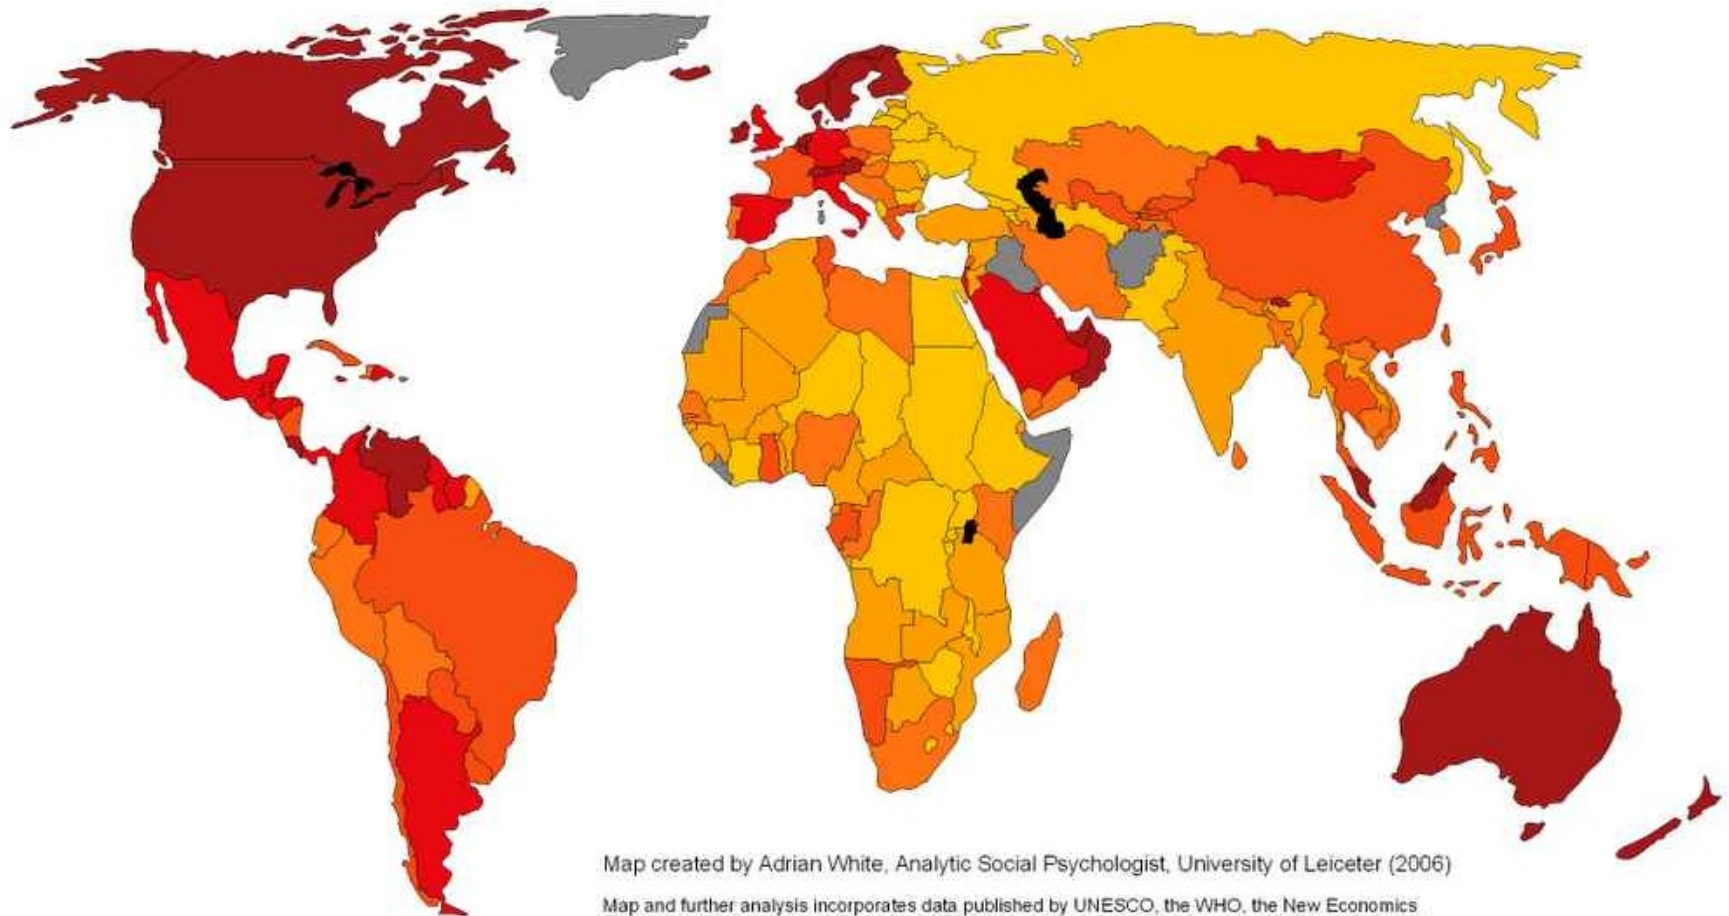 Map created by Adrian White, Analytic Social Psychologist, University of Leiceter (2006)
Map and further analysis incorporates data published by UNESCO, the WHO, the New Economics